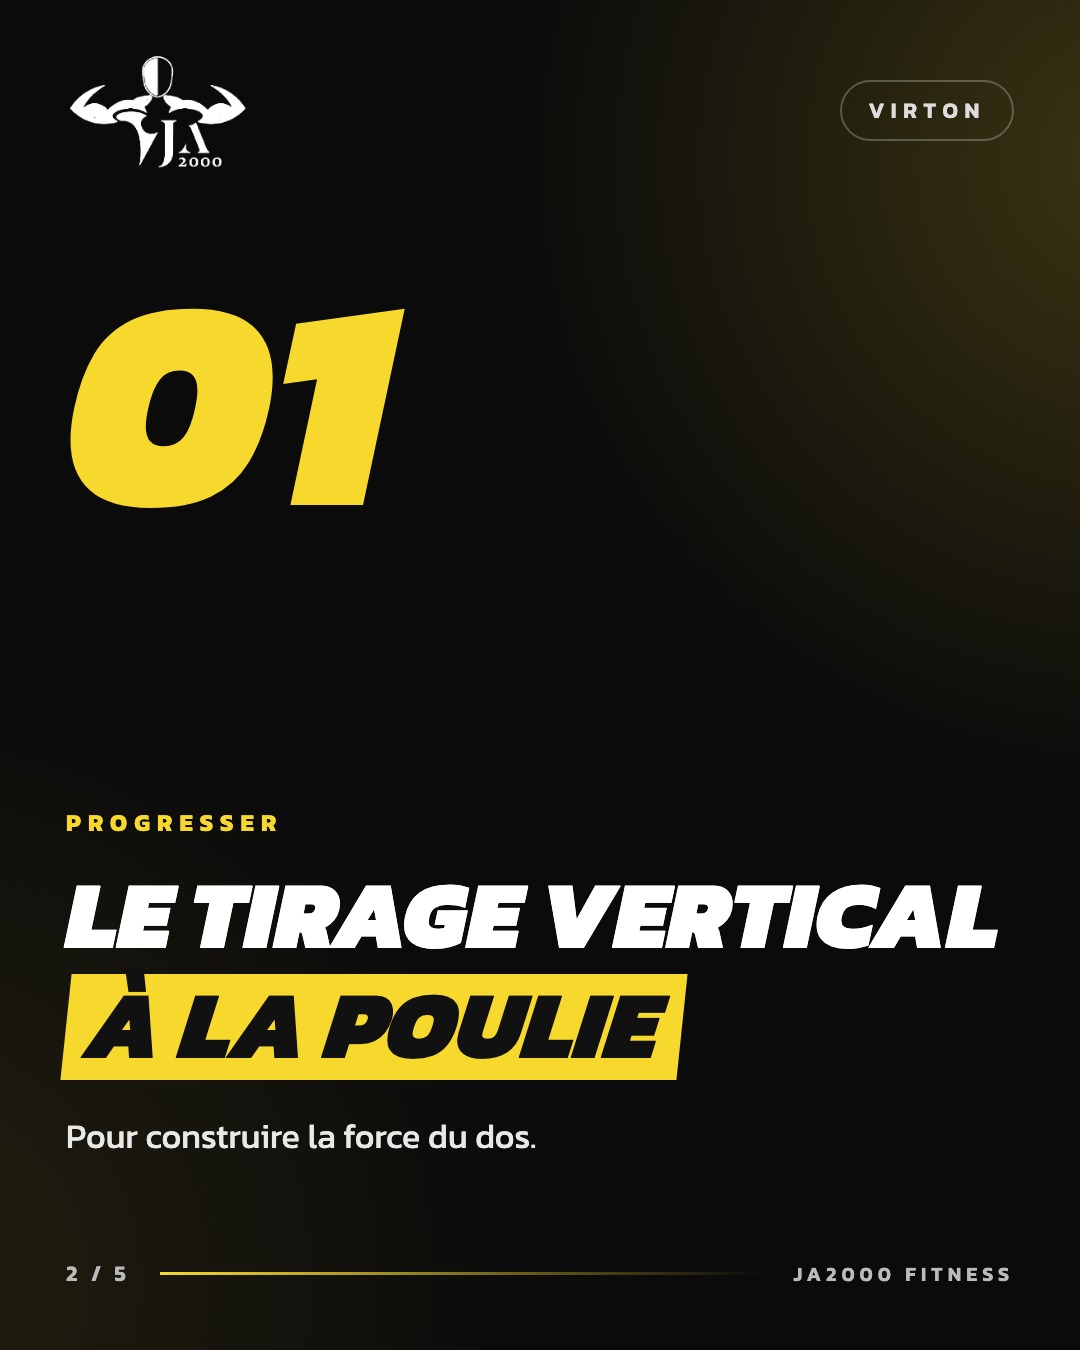 JA
2000
VIRTON
01
PROGRESSER
LE TIRAGE VERTICAL
À LA POULIE
Pour construire la force du dos.
2 / 5
JA2000 FITNESS